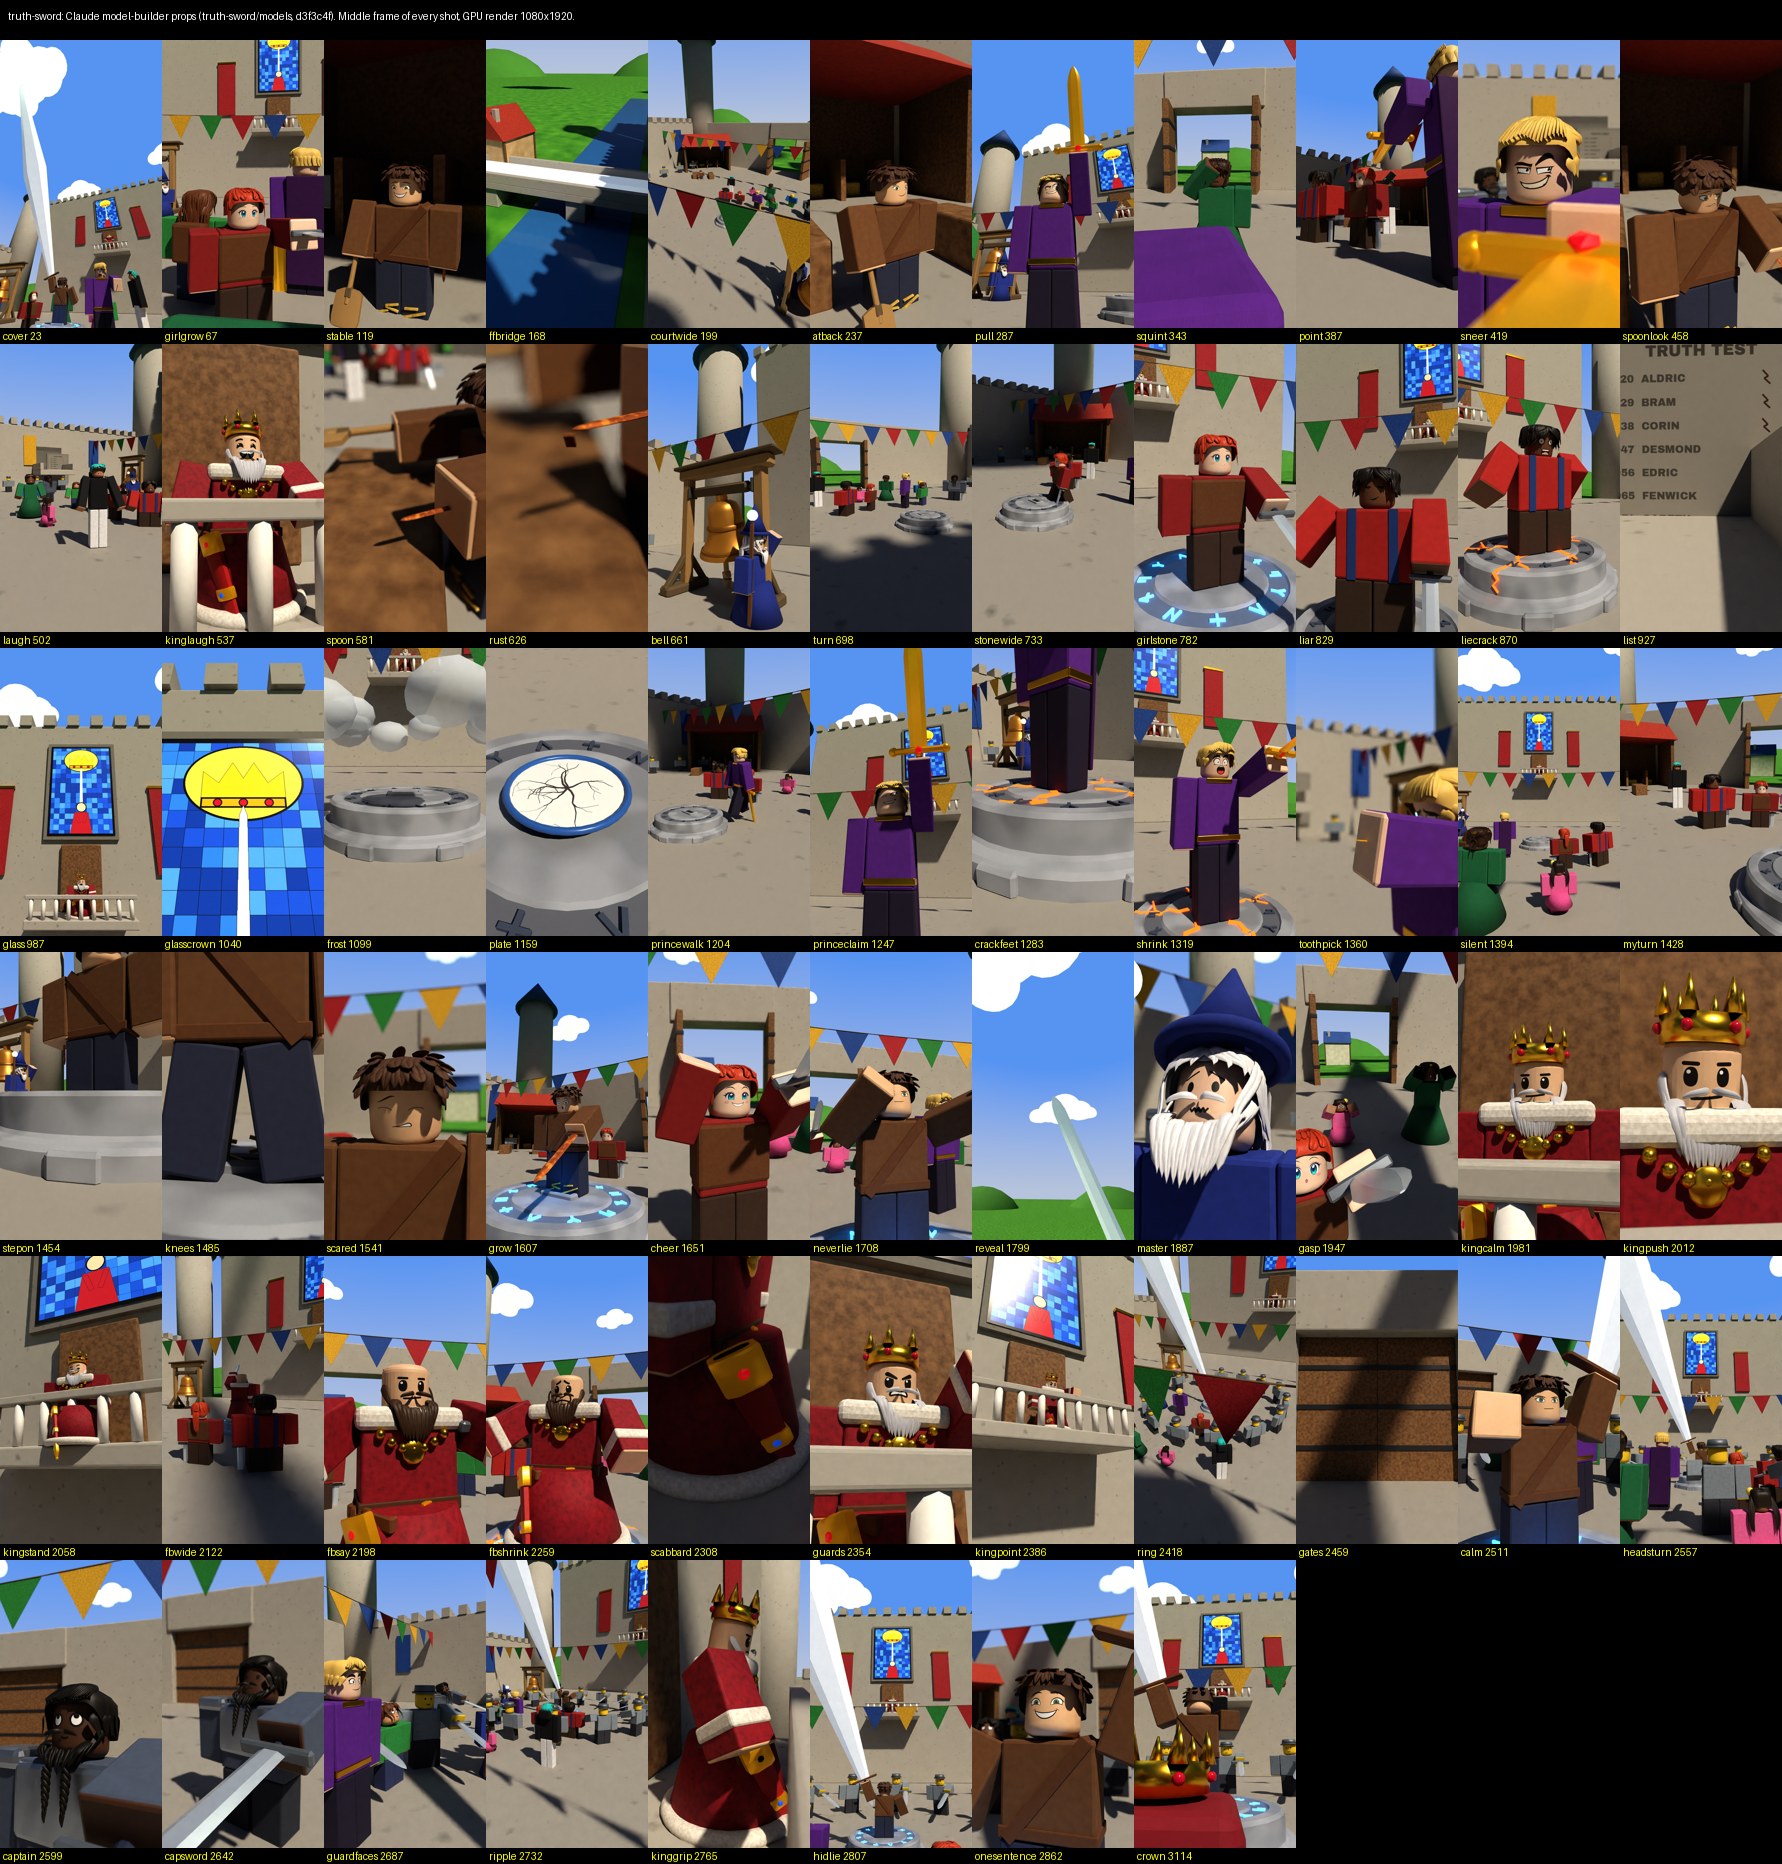 truth-sword: Claude model-builder props (truth-sword/models, d3f3c4f). Middle frame of every shot, GPU render 1080x1920.
cover 23
girlgrow 67
stable 119
ffbridge 168
courtwide 199
atback 237
pull 287
squint 343
point 387
sneer 419
spoonlook 458
TRUTH TEST
20 ALDRIC
29 BRAM
38 CORIN
47 DESMOND
56 EDRIC
65 FENWICK
laugh 502
kinglaugh 537
spoon 581
rust 626
bell 661
turn 698
stonewide 733
girlstone 782
liar 829
liecrack 870
list 927
glass 987
glasscrown 1040
frost 1099
plate 1159
princewalk 1204
princeclaim 1247
crackfeet 1283
shrink 1319
toothpick 1360
silent 1394
myturn 1428
stepon 1454
knees 1485
scared 1541
grow 1607
cheer 1651
neverlie 1708
reveal 1799
master 1887
gasp 1947
kingcalm 1981
kingpush 2012
kingstand 2058
fbwide 2122
fbsay 2198
fbshrink 2259
scabbard 2308
guards 2354
kingpoint 2386
ring 2418
gates 2459
calm 2511
headsturn 2557
captain 2599
capsword 2642
guardfaces 2687
ripple 2732
kinggrip 2765
hidlie 2807
onesentence 2862
crown 3114